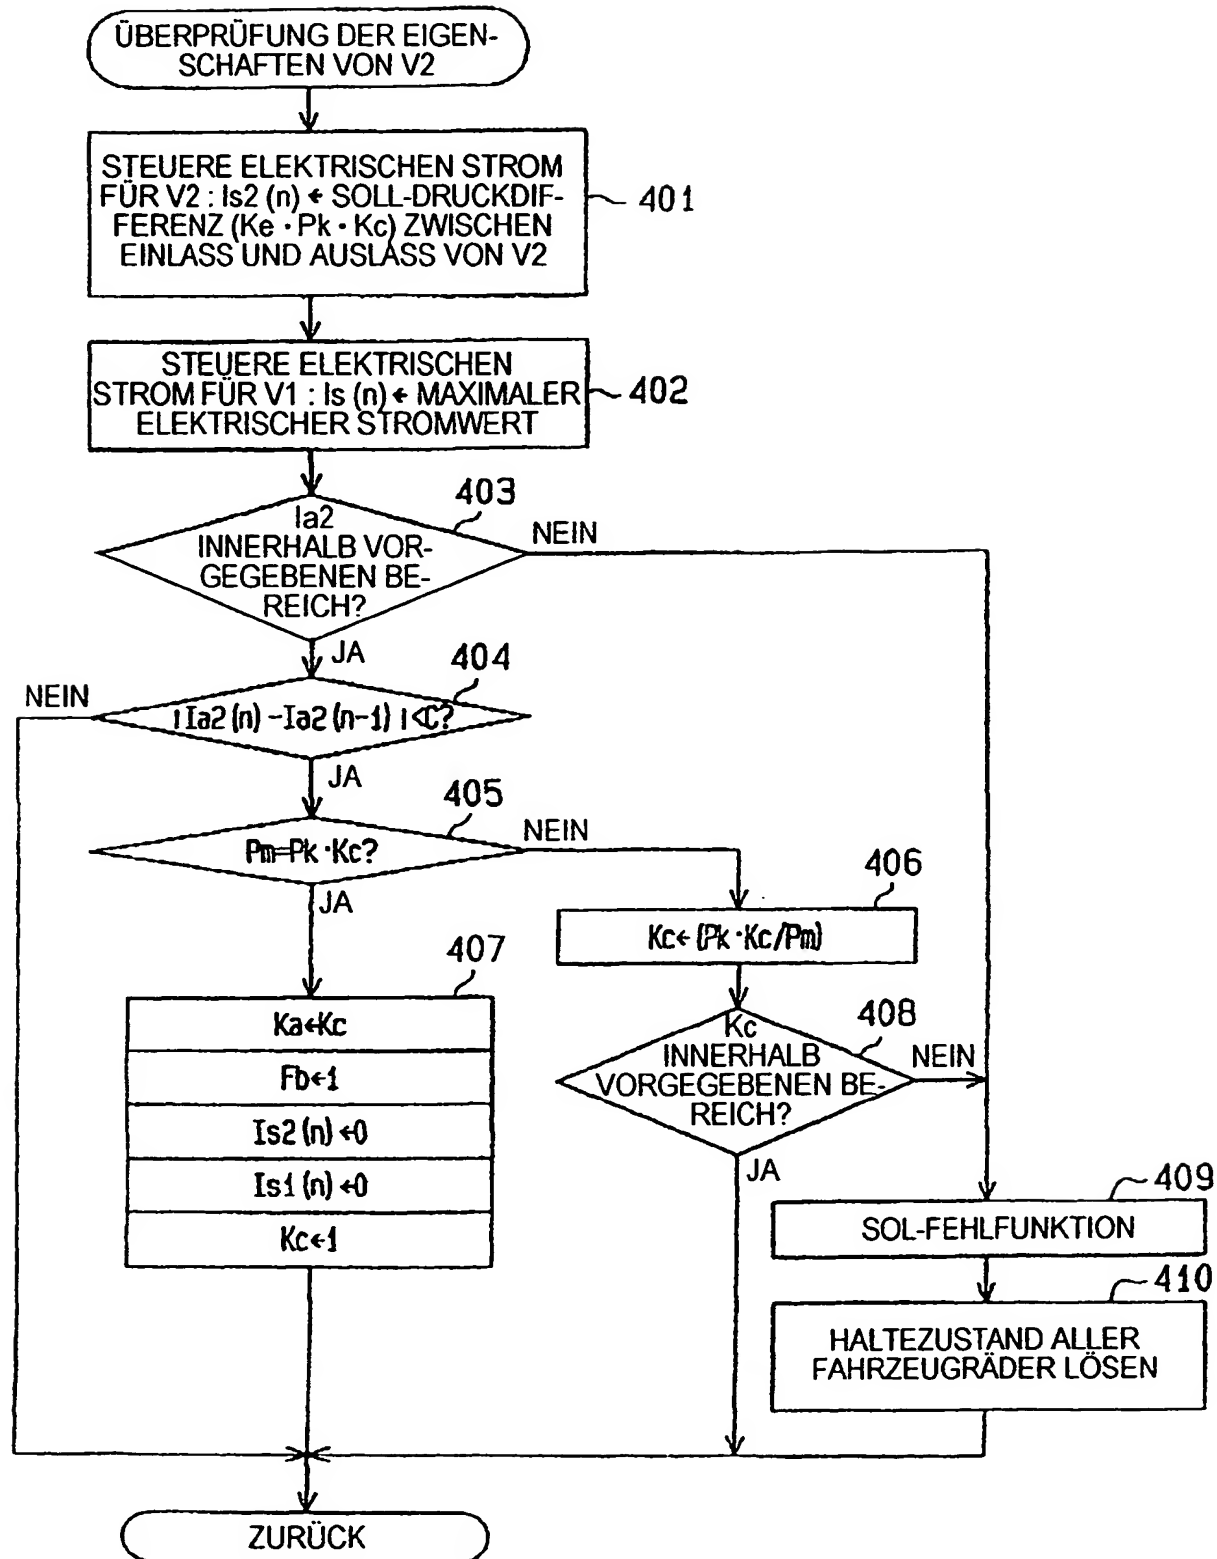 ÜBERPRÜFUNG DER EIGEN-
SCHAFTEN VON V2
STEUERE ELEKTRISCHEN STROM
FÜR V2 : Is2 (n) ← SOLL-DRUCKDIF-
FERENZ (Ke · Pk · Kc) ZWISCHEN
EINLASS UND AUSLASS VON V2
401
STEUERE ELEKTRISCHEN
STROM FÜR V1 : Is (n) ← MAXIMALER
ELEKTRISCHER STROMWERT
402
403
Ia2
INNERHALB VOR-
GEGEBENEN BE-
REICH?
NEIN
JA
404
NEIN
|Ia2 (n) -Ia2 (n-1) | <C?
JA
405
Pm=Pk ·Kc?
NEIN
JA
406
Kc← (Pk ·Kc/Pm)
407
Ka←Kc
Fb←1
Is2 (n) ←0
Is1 (n) ←0
Kc←1
408
Kc
INNERHALB
VORGEGEBENEN BE-
REICH?
NEIN
JA
409
SOL-FEHLFUNKTION
410
HALTEZUSTAND ALLER
FAHRZEUGRÄDER LÖSEN
ZURÜCK